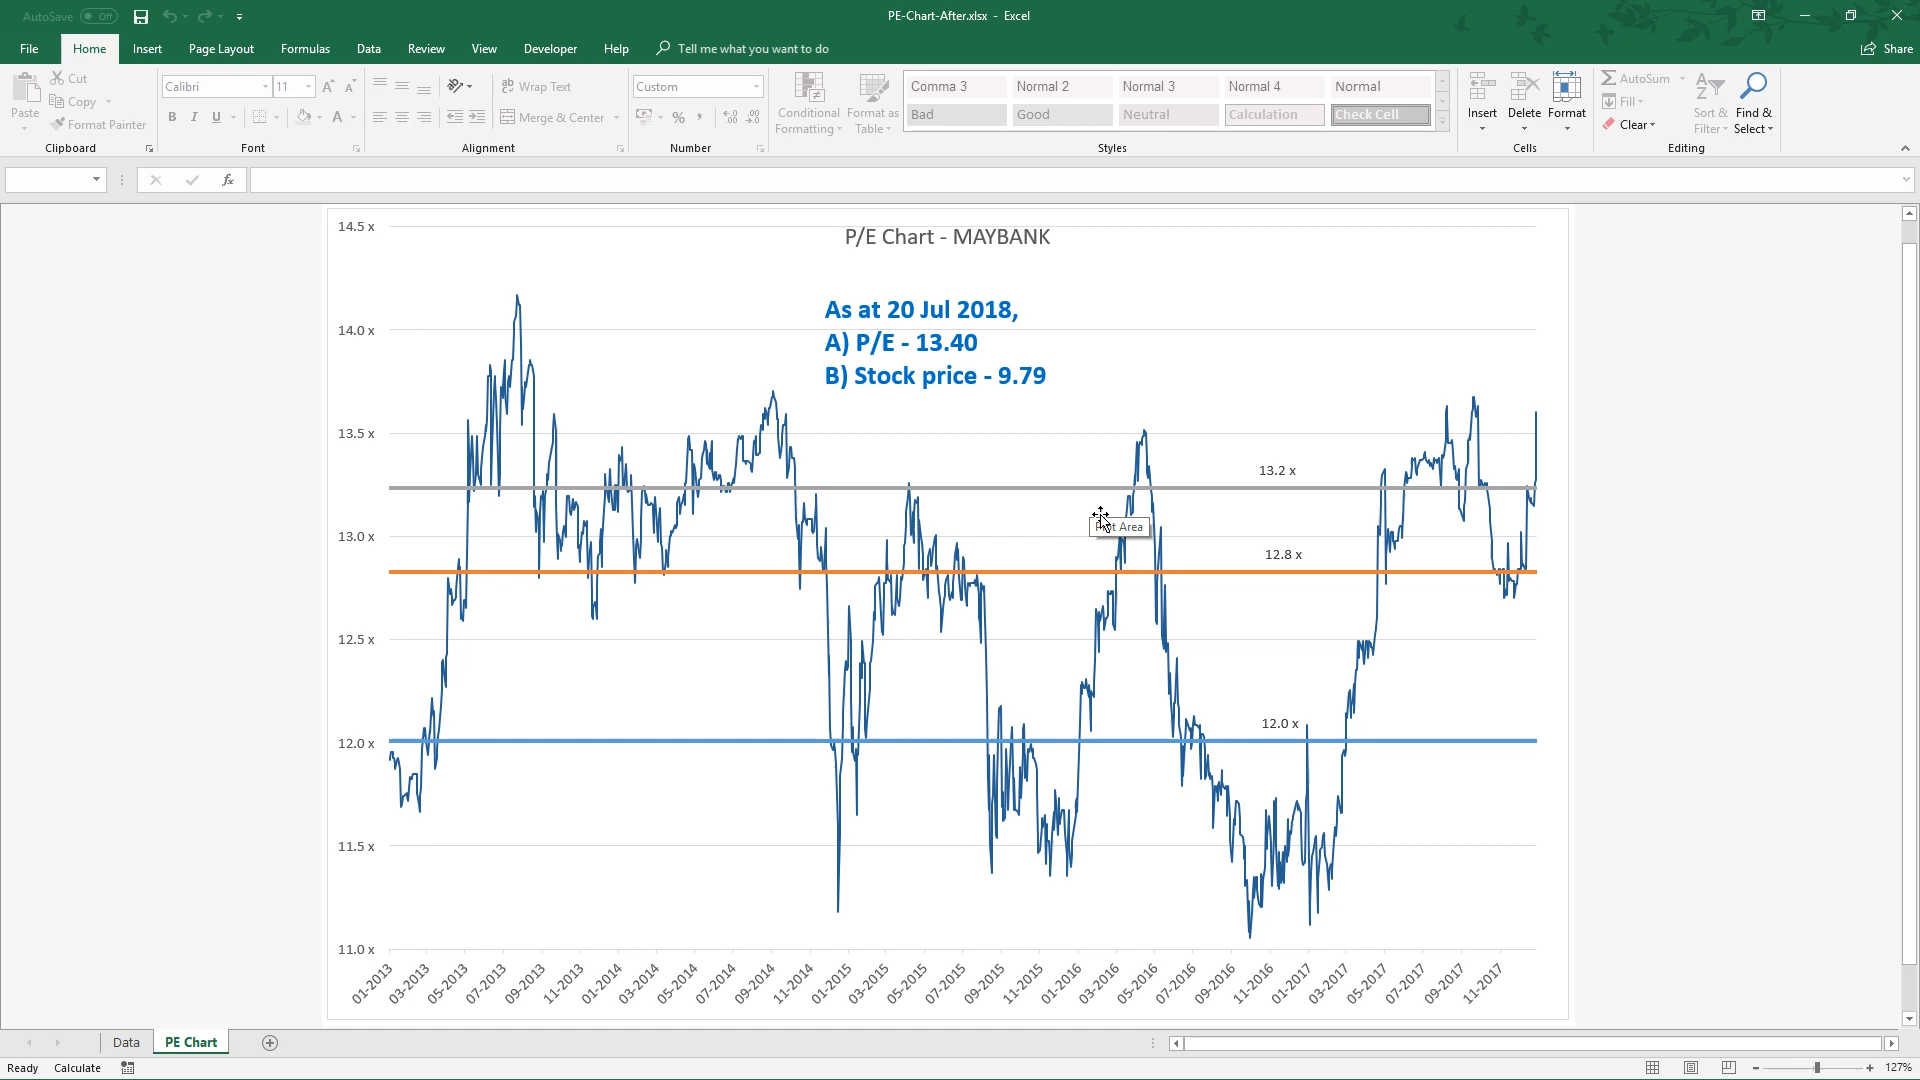 AutoSave Off
PE-Chart-After.xlsx - Excel
File Home Insert Page Layout Formulas Data Review View Developer Help Tell me what you want to do Share
Paste
Cut
Copy
Format Painter
Clipboard
Calibri 11
B I U
Font
Wrap Text
Merge & Center
Alignment
Custom
Number
Conditional Formatting
Format as Table
Comma 3 Normal 2 Normal 3 Normal 4 Normal
Bad Good Neutral Calculation Check Cell
Styles
Insert Delete Format
Cells
AutoSum
Fill
Clear
Sort & Filter
Find & Select
Editing
fx
P/E Chart - MAYBANK
As at 20 Jul 2018,
A) P/E - 13.40
B) Stock price - 9.79
14.5 x
14.0 x
13.5 x
13.0 x
12.5 x
12.0 x
11.5 x
11.0 x
13.2 x
Area
12.8 x
12.0 x
01-2013 03-2013 05-2013 07-2013 09-2013 11-2013 01-2014 03-2014 05-2014 07-2014 09-2014 11-2014 01-2015 03-2015 05-2015 07-2015 09-2015 11-2015 01-2016 03-2016 05-2016 07-2016 09-2016 11-2016 01-2017 03-2017 05-2017 07-2017 09-2017 11-2017
Data PE Chart
Ready Calculate
127%